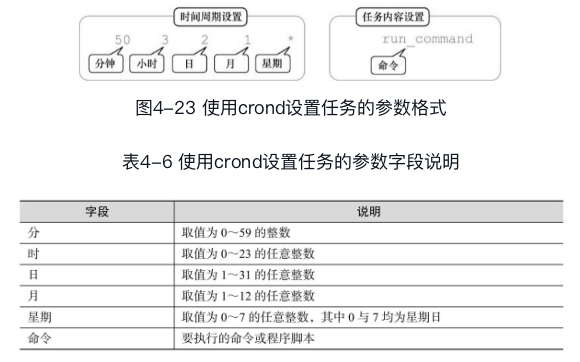 时间周期设置 任务内容设置
50 3 2 1 * run_command
分钟 小时 日 月 星期 命令
图4-23 使用crond设置任务的参数格式
表4-6 使用crond设置任务的参数字段说明
字段 说明
分 取值为 0～59 的整数
时 取值为 0～23 的任意整数
日 取值为 1～31 的任意整数
月 取值为 1～12 的任意整数
星期 取值为 0～7 的任意整数，其中 0 与 7 均为星期日
命令 要执行的命令或程序脚本